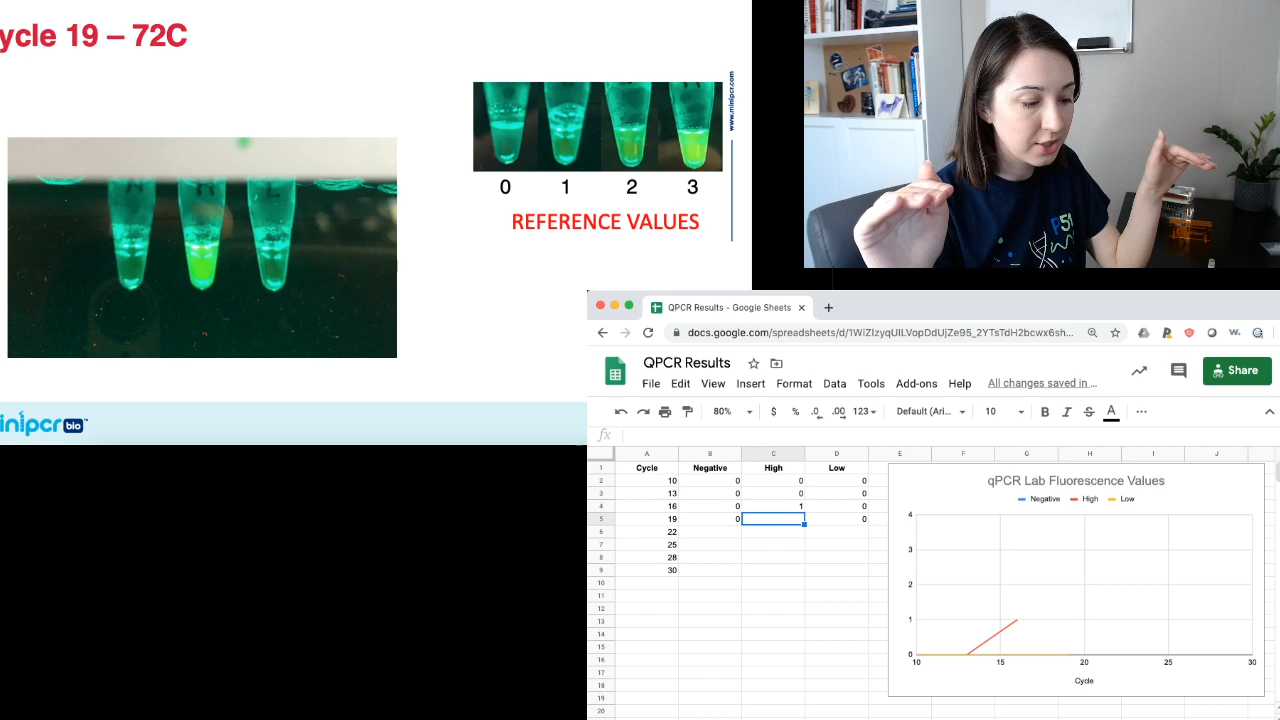 ycle 19 – 72C
www.minipcr.com
0 1 2 3
REFERENCE VALUES
P51
inipcr bio™
QPCR Results - Google Sheets
docs.google.com/spreadsheets/d/1WiZIzyqUILVopDdUjZe95_2YTsTdH2bcwx6sh...
QPCR Results
File Edit View Insert Format Data Tools Add-ons Help All changes saved in ...
Share
80% $ % .0 .00 123 Default (Ari... 10 B I S A
fx
A B C D E F G H I J
1 Cycle Negative High Low
2 10 0 0 0
3 13 0 0 0
4 16 0 1 0
5 19 0 0
6 22
7 25
8 28
9 30
10
11
12
13
14
15
16
17
18
19
20
qPCR Lab Fluorescence Values
Negative High Low
4
3
2
1
0
10 15 20 25 30
Cycle